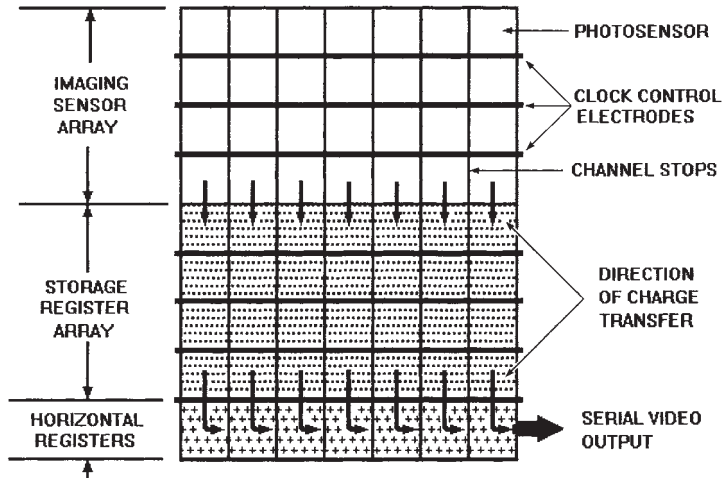 PHOTOSENSOR
IMAGING
SENSOR
ARRAY
CLOCK CONTROL
ELECTRODES
CHANNEL STOPS
STORAGE
REGISTER
ARRAY
DIRECTION
OF CHARGE
TRANSFER
HORIZONTAL
REGISTERS
SERIAL VIDEO
OUTPUT